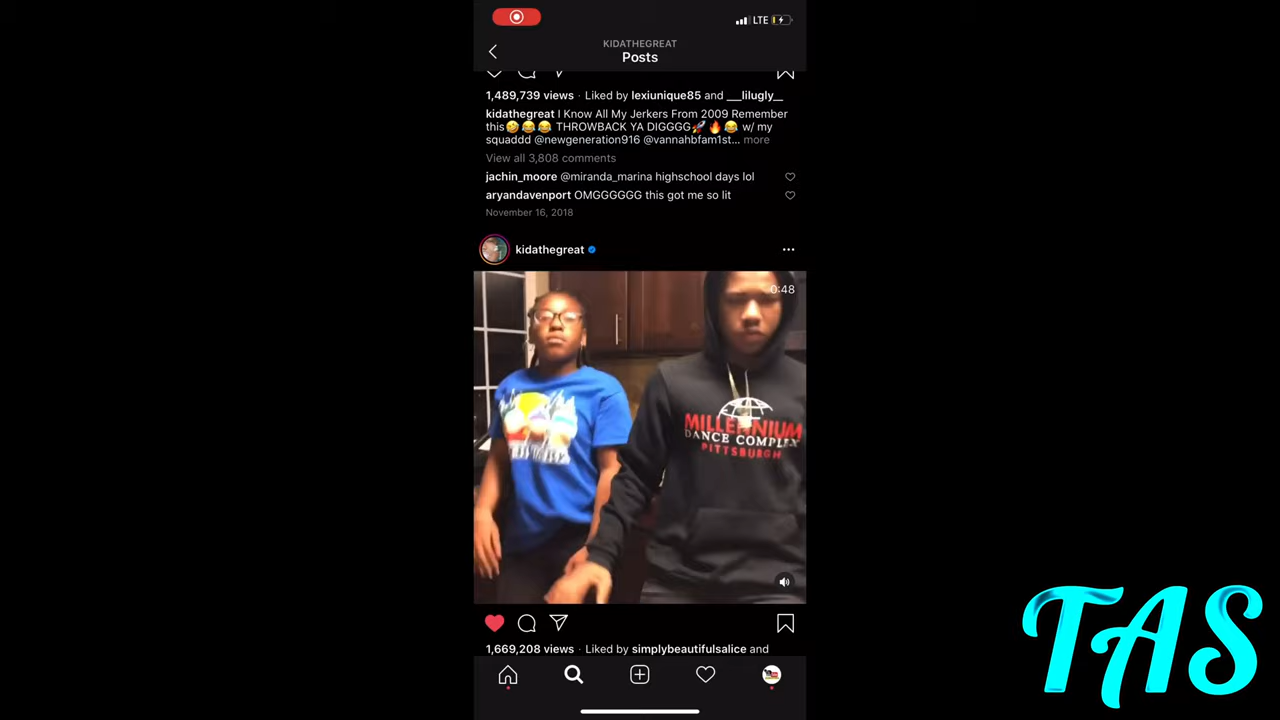 LTE
KIDATHEGREAT
Posts
1,489,739 views · Liked by lexiunique85 and ___lilugly__
kidathegreat I Know All My Jerkers From 2009 Remember
this🤣😂😂 THROWBACK YA DIGGGG🚀🔥😂 w/ my
squaddd @newgeneration916 @vannahbfam1st... more
View all 3,808 comments
jachin_moore @miranda_marina highschool days lol
aryandavenport OMGGGGGG this got me so lit
November 16, 2018
kidathegreat
0:48
MILLENNIUM
DANCE COMPLEX
PITTSBURGH
1,669,208 views · Liked by simplybeautifulsalice and
TAS